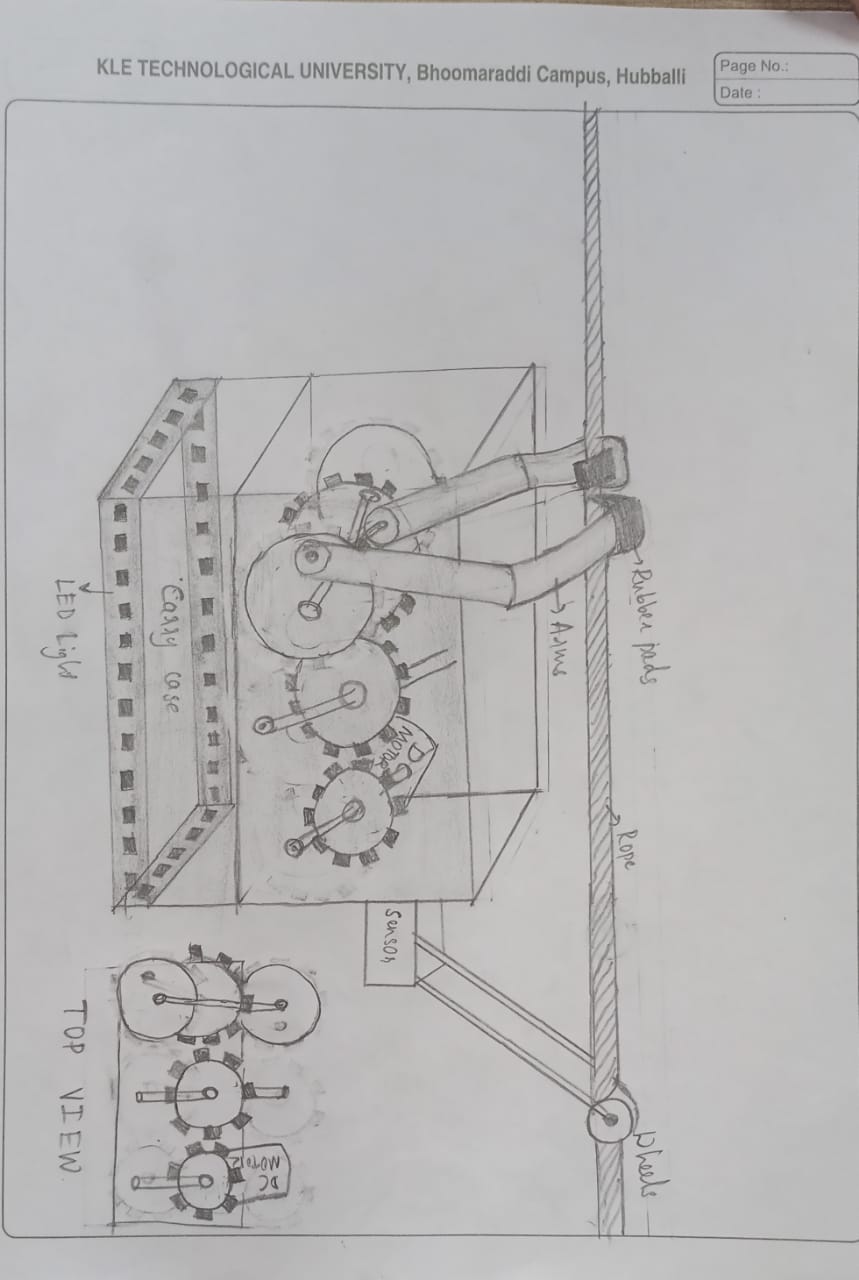 Page No.:
Date :
KLE TECHNOLOGICAL UNIVERSITY, Bhoomaraddi Campus, Hubballi
Rubber pads
Rope
Wheels
Arms
DC
MOTOR
Sensor
Carry case
LED Light
DC
MOTOR
TOP VIEW